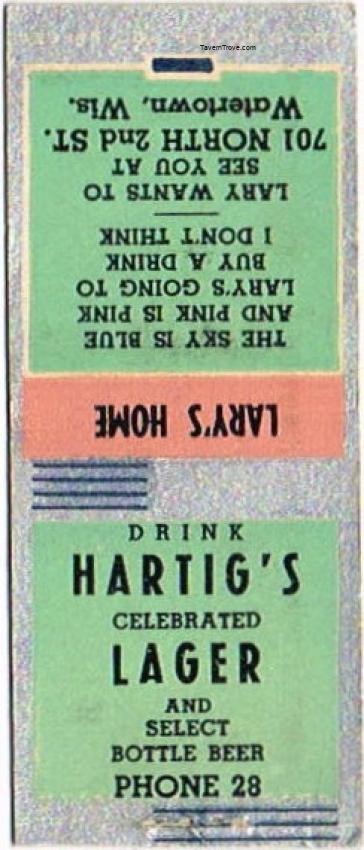 TavernTrove.com
LARY'S HOME
THE SKY IS BLUE
AND PINK IS PINK
LARY'S GOING TO
BUY A DRINK
I DON'T THINK
LARY WANTS TO
SEE YOU AT
701 NORTH 2nd ST.
Watertown, Wis.
DRINK
HARTIG'S
CELEBRATED
LAGER
AND
SELECT
BOTTLE BEER
PHONE 28